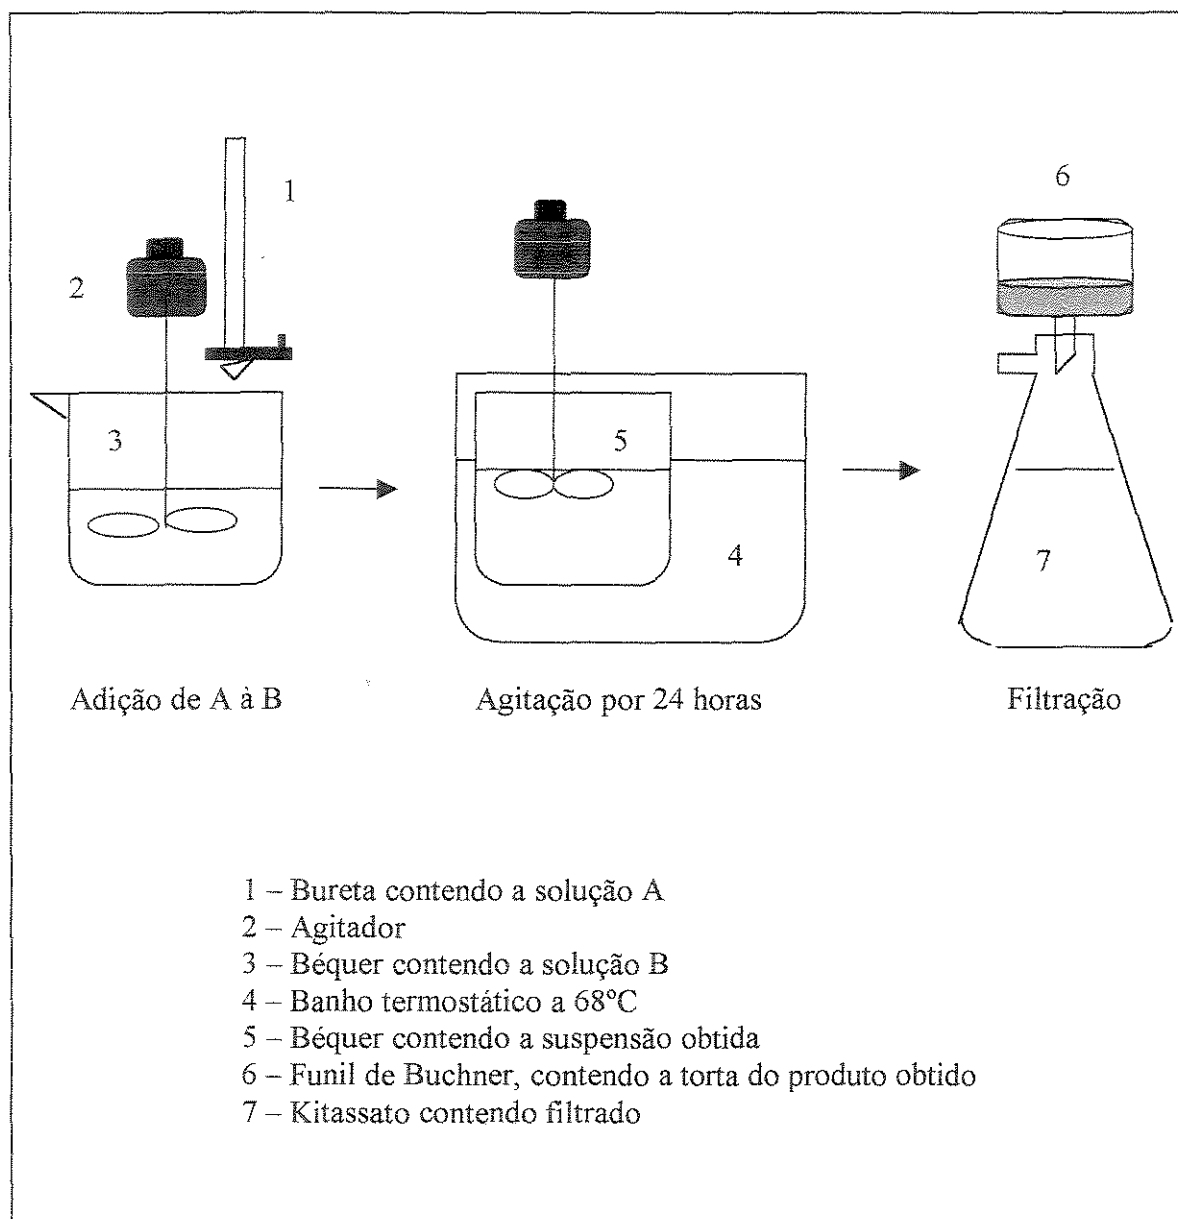 1
6
2
3
5
4
7
Adição de A à B
Agitação por 24 horas
Filtração
1 – Bureta contendo a solução A
2 – Agitador
3 – Béquer contendo a solução B
4 – Banho termostático a 68ºC
5 – Béquer contendo a suspensão obtida
6 – Funil de Buchner, contendo a torta do produto obtido
7 – Kitassato contendo filtrado